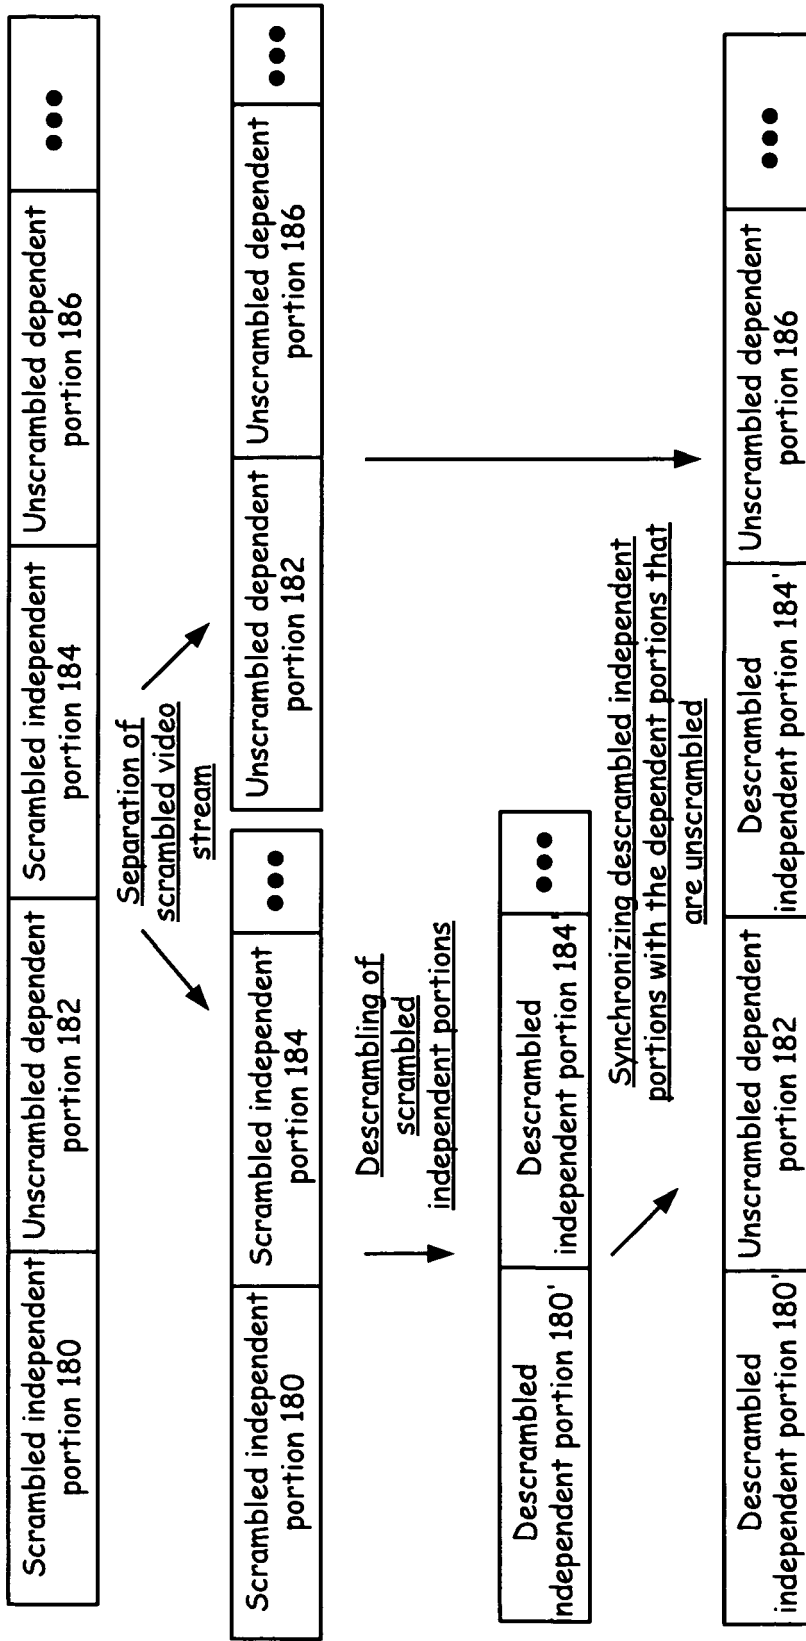 Scrambled independent
portion 180
Unscrambled dependent
portion 182
Scrambled independent
portion 184
Unscrambled dependent
portion 186
•••
Separation of
scrambled video
stream
Scrambled independent
portion 180
Scrambled independent
portion 184
•••
Unscrambled dependent
portion 182
Unscrambled dependent
portion 186
•••
Descrambling of
scrambled
independent portions
Descrambled
independent portion 180'
Descrambled
independent portion 184'
•••
Synchronizing descrambled independent
portions with the dependent portions that
are unscrambled
Descrambled
independent portion 180'
Unscrambled dependent
portion 182
Descrambled
independent portion 184'
Unscrambled dependent
portion 186
•••